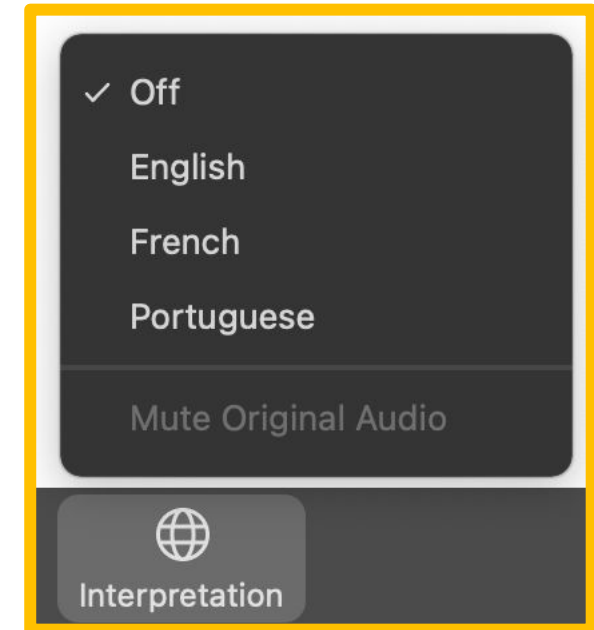 Off
English
French
Portuguese
Mute Original Audio
Interpretation